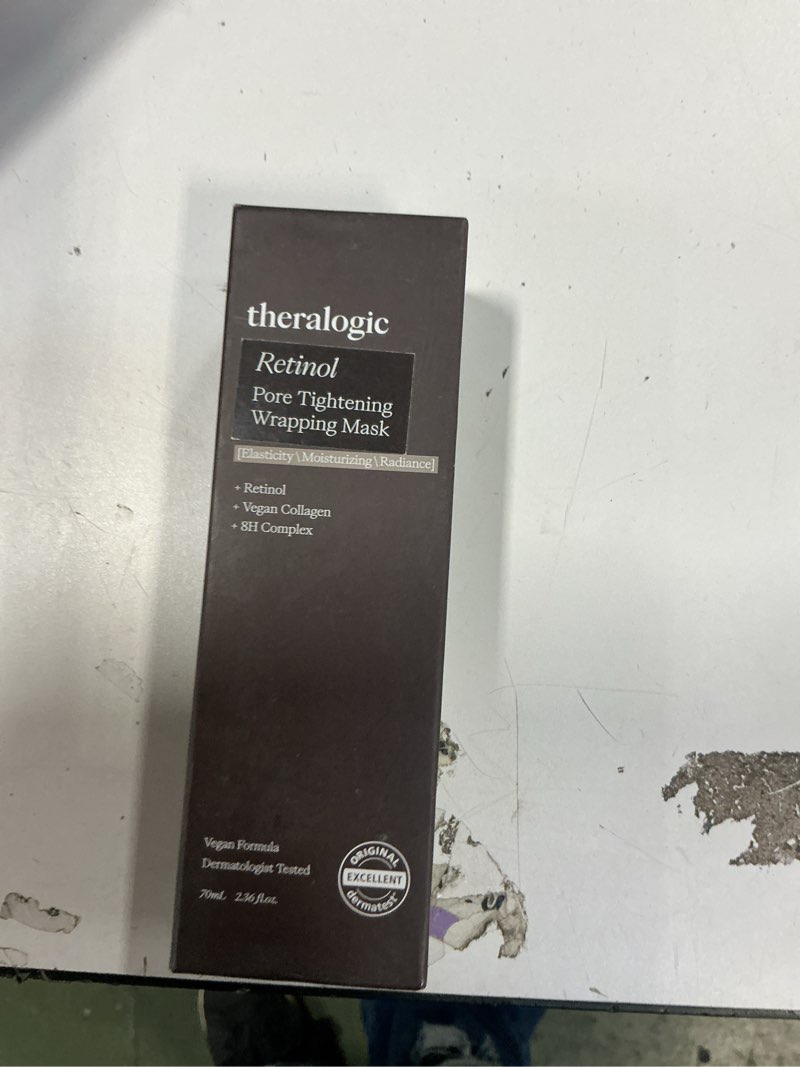 theralogic
Retinol
Pore Tightening
Wrapping Mask
[Elasticity \ Moisturizing \ Radiance]
+ Retinol
+ Vegan Collagen
+ 8H Complex
Vegan Formula
Dermatologist Tested
70mL 2.36 fl.oz.
ORIGINAL
EXCELLENT
dermatest